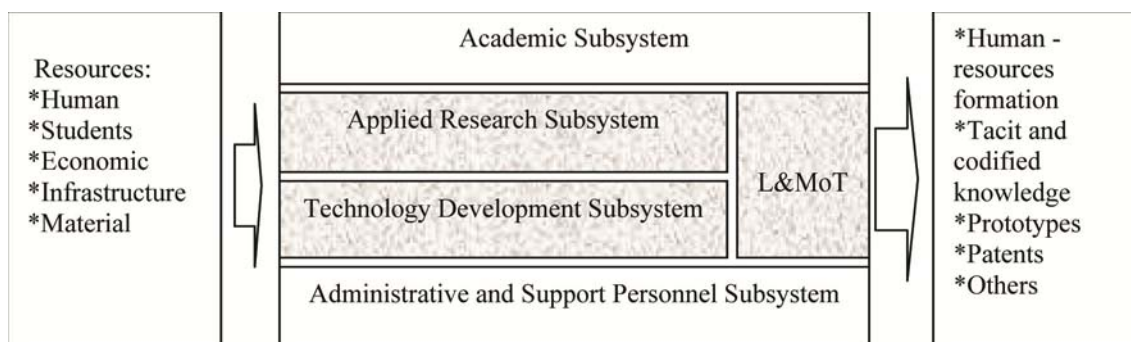 Resources:
*Human
*Students
*Economic
*Infrastructure
*Material
Academic Subsystem
Applied Research Subsystem
Technology Development Subsystem
L&MoT
Administrative and Support Personnel Subsystem
*Human -
resources
formation
*Tacit and
codified
knowledge
*Prototypes
*Patents
*Others